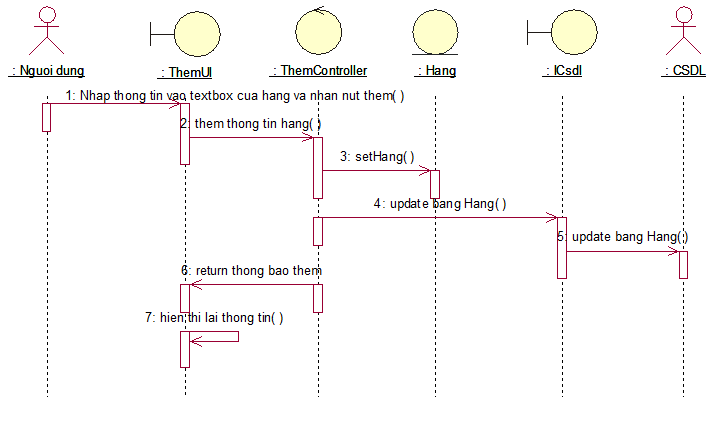 : Nguoi dung
: ThemUI
: ThemController
: Hang
: ICsdl
: CSDL
1: Nhap thong tin vao textbox cua hang va nhan nut them( )
2: them thong tin hang( )
3: setHang( )
4: update bang Hang( )
5: update bang Hang( )
6: return thong bao them
7: hien thi lai thong tin( )